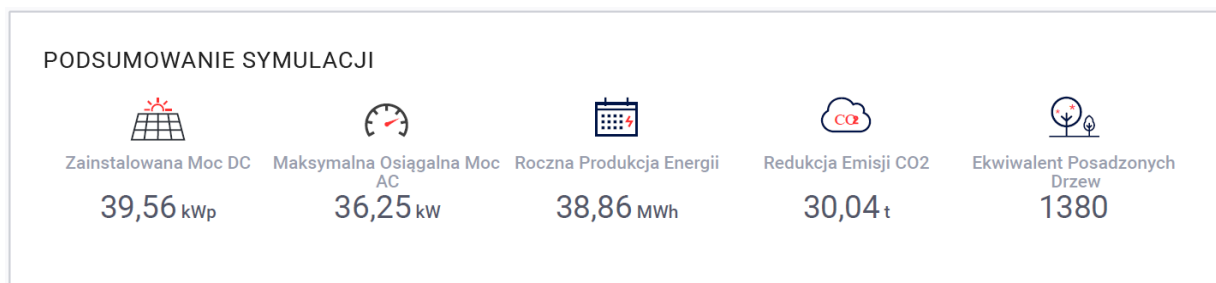 PODSUMOWANIE SYMULACJI
CO2
Zainstalowana Moc DC
39,56 kWp
Maksymalna Osiągalna Moc
AC
36,25 kW
Roczna Produkcja Energii
38,86 MWh
Redukcja Emisji CO2
30,04 t
Ekwiwalent Posadzonych
Drzew
1380